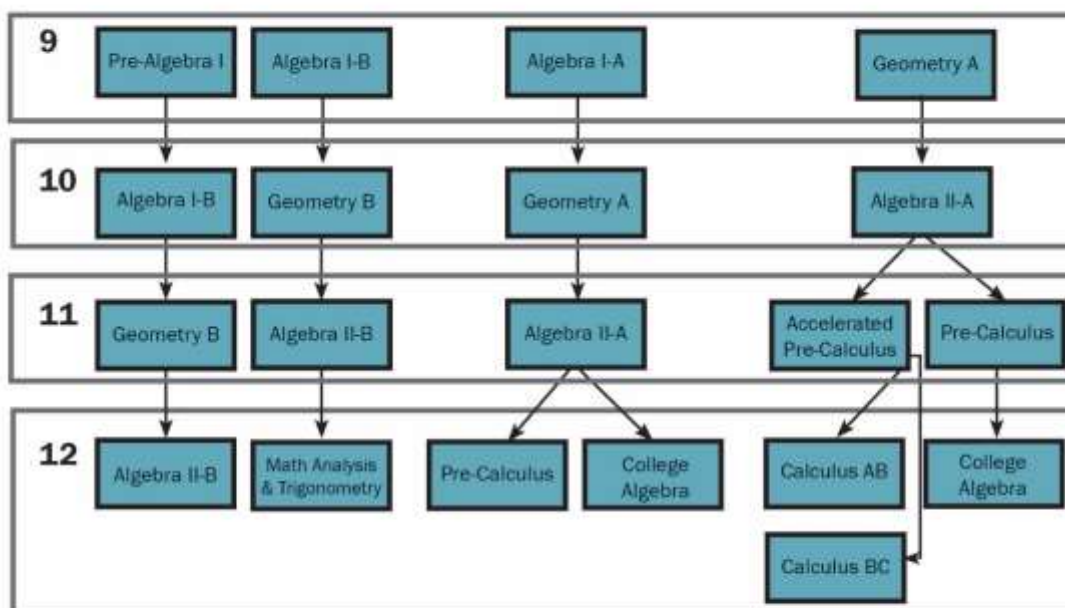 9
Pre-Algebra I
Algebra I-B
Algebra I-A
Geometry A
10
Algebra I-B
Geometry B
Geometry A
Algebra II-A
11
Geometry B
Algebra II-B
Algebra II-A
Accelerated
Pre-Calculus
Pre-Calculus
12
Algebra II-B
Math Analysis
& Trigonometry
Pre-Calculus
College
Algebra
Calculus AB
College
Algebra
Calculus BC